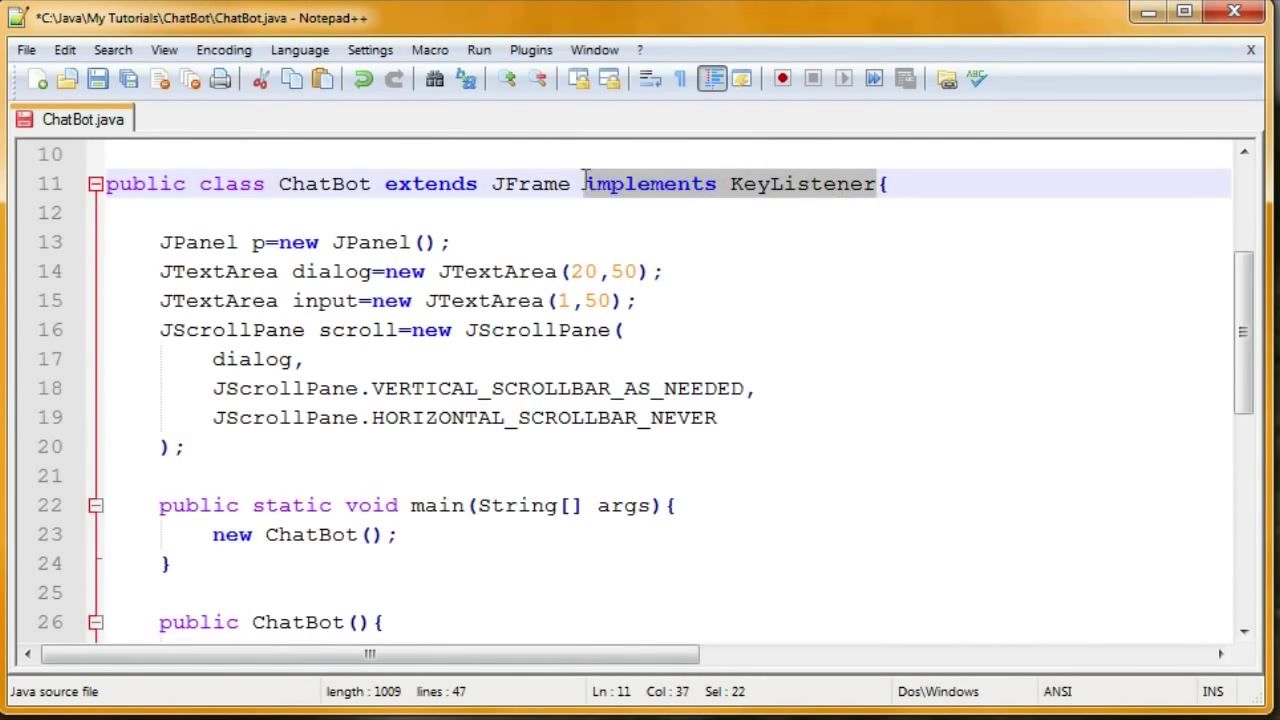 *C:\Java\My Tutorials\ChatBot\ChatBot.java - Notepad++
File Edit Search View Encoding Language Settings Macro Run Plugins Window ? X
ABC
ChatBot.java
10
11 public class ChatBot extends JFrame implements KeyListener{
12
13 JPanel p=new JPanel();
14 JTextArea dialog=new JTextArea(20,50);
15 JTextArea input=new JTextArea(1,50);
16 JScrollPane scroll=new JScrollPane(
17 dialog,
18 JScrollPane.VERTICAL_SCROLLBAR_AS_NEEDED,
19 JScrollPane.HORIZONTAL_SCROLLBAR_NEVER
20 );
21
22 public static void main(String[] args){
23 new ChatBot();
24 }
25
26 public ChatBot(){
Java source file length : 1009 lines : 47 Ln : 11 Col : 37 Sel : 22 Dos\Windows ANSI INS